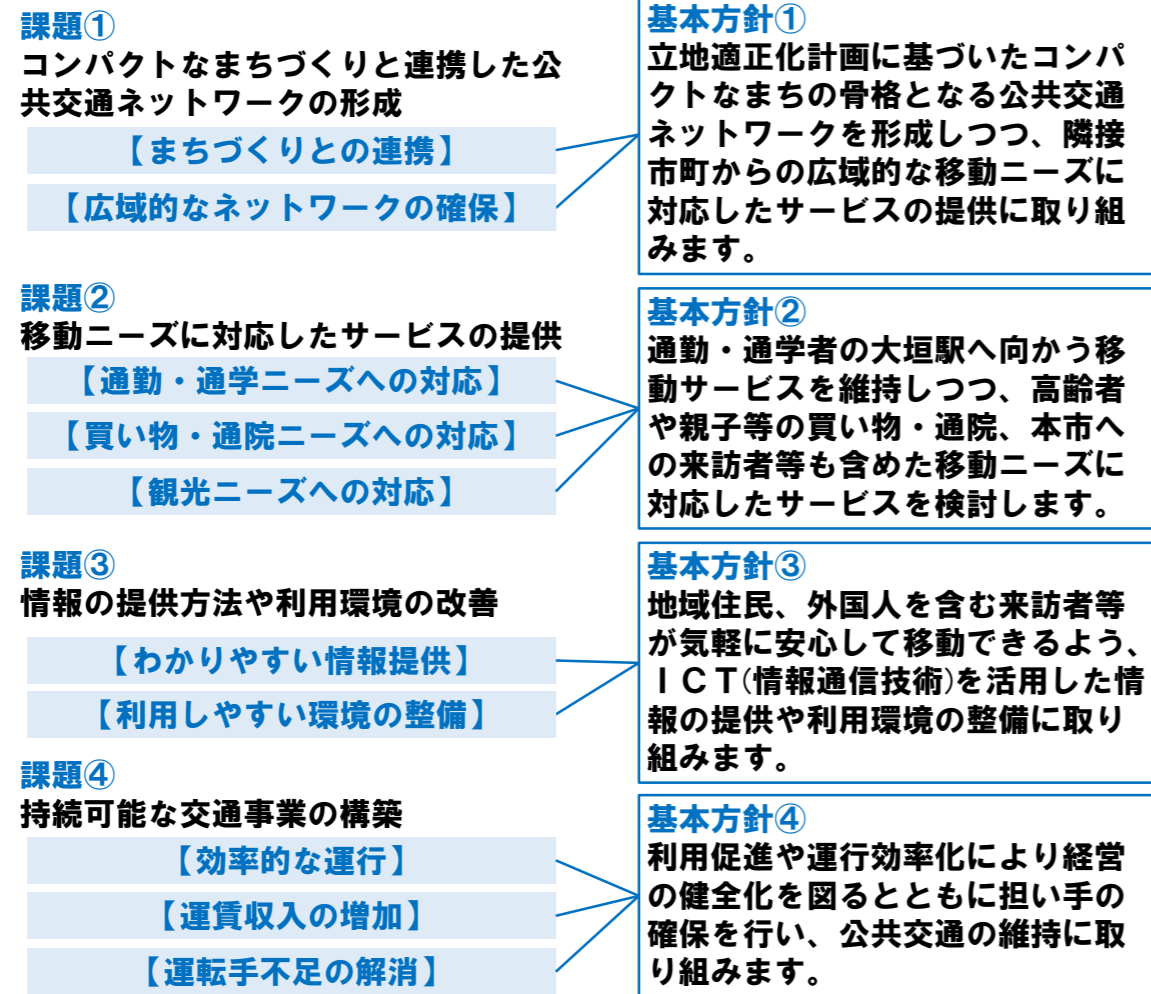 課題①
コンパクトなまちづくりと連携した公
共交通ネットワークの形成
【まちづくりとの連携】
【広域的なネットワークの確保】
基本方針①
立地適正化計画に基づいたコンパ
クトなまちの骨格となる公共交通
ネットワークを形成しつつ、隣接
市町からの広域的な移動ニーズに
対応したサービスの提供に取り組
みます。
課題②
移動ニーズに対応したサービスの提供
【通勤・通学ニーズへの対応】
【買い物・通院ニーズへの対応】
【観光ニーズへの対応】
基本方針②
通勤・通学者の大垣駅へ向かう移
動サービスを維持しつつ、高齢者
や親子等の買い物・通院、本市へ
の来訪者等も含めた移動ニーズに
対応したサービスを検討します。
課題③
情報の提供方法や利用環境の改善
【わかりやすい情報提供】
【利用しやすい環境の整備】
基本方針③
地域住民、外国人を含む来訪者等
が気軽に安心して移動できるよう、
ＩＣＴ(情報通信技術)を活用した情
報の提供や利用環境の整備に取り
組みます。
課題④
持続可能な交通事業の構築
【効率的な運行】
【運賃収入の増加】
【運転手不足の解消】
基本方針④
利用促進や運行効率化により経営
の健全化を図るとともに担い手の
確保を行い、公共交通の維持に取
り組みます。